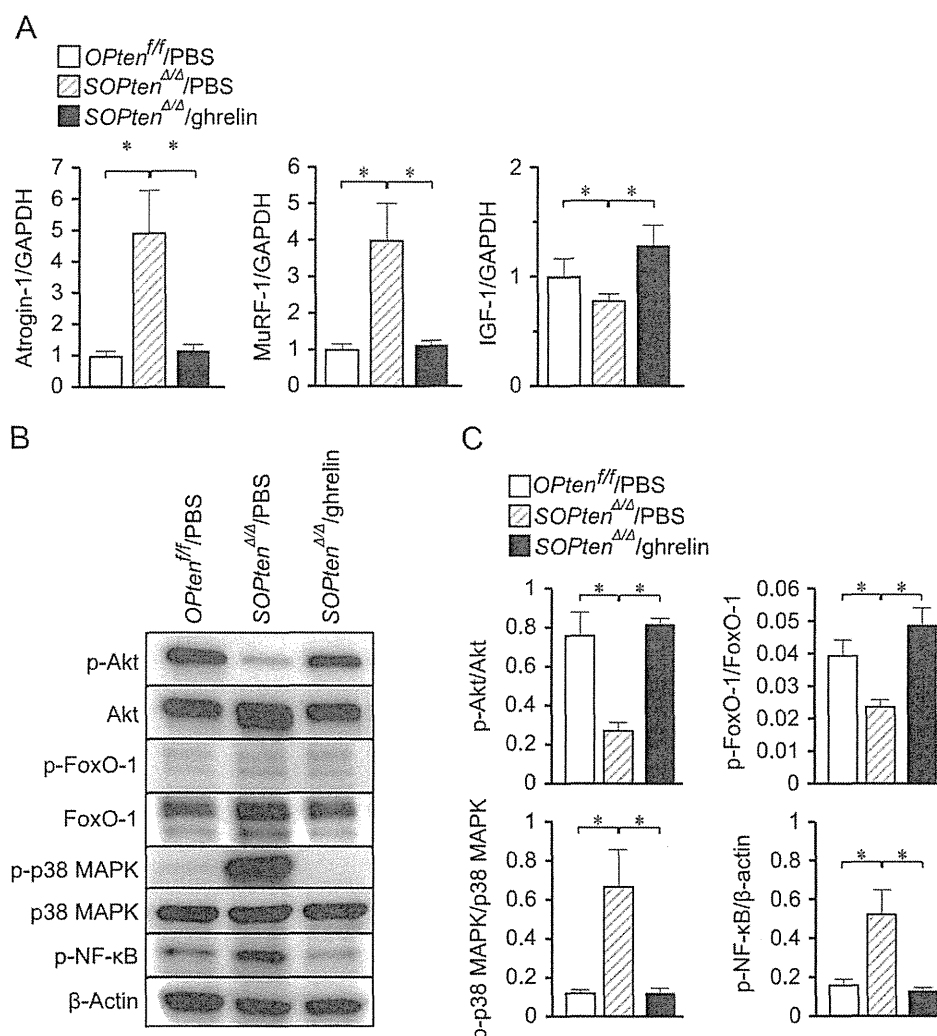 A
OPten^f/f/PBS
SOPten^Δ/Δ/PBS
SOPten^Δ/Δ/ghrelin
Atrogin-1/GAPDH
7
6
5
4
3
2
1
0
* *
MuRF-1/GAPDH
6
4
2
1
0
* *
IGF-1/GAPDH
2
1
0
* *
B
OPten^f/f/PBS
SOPten^Δ/Δ/PBS
SOPten^Δ/Δ/ghrelin
p-Akt
Akt
p-FoxO-1
FoxO-1
p-p38 MAPK
p38 MAPK
p-NF-κB
β-Actin
C
OPten^f/f/PBS
SOPten^Δ/Δ/PBS
SOPten^Δ/Δ/ghrelin
p-Akt/Akt
1
0.8
0.6
0.4
0.2
0
* *
p-FoxO-1/FoxO-1
0.06
0.05
0.04
0.03
0.02
0.01
0
* *
p-p38 MAPK/p38 MAPK
1
0.8
0.6
0.4
0.2
0
* *
p-NF-κB/β-actin
1
0.8
0.6
0.4
0.2
0
* *